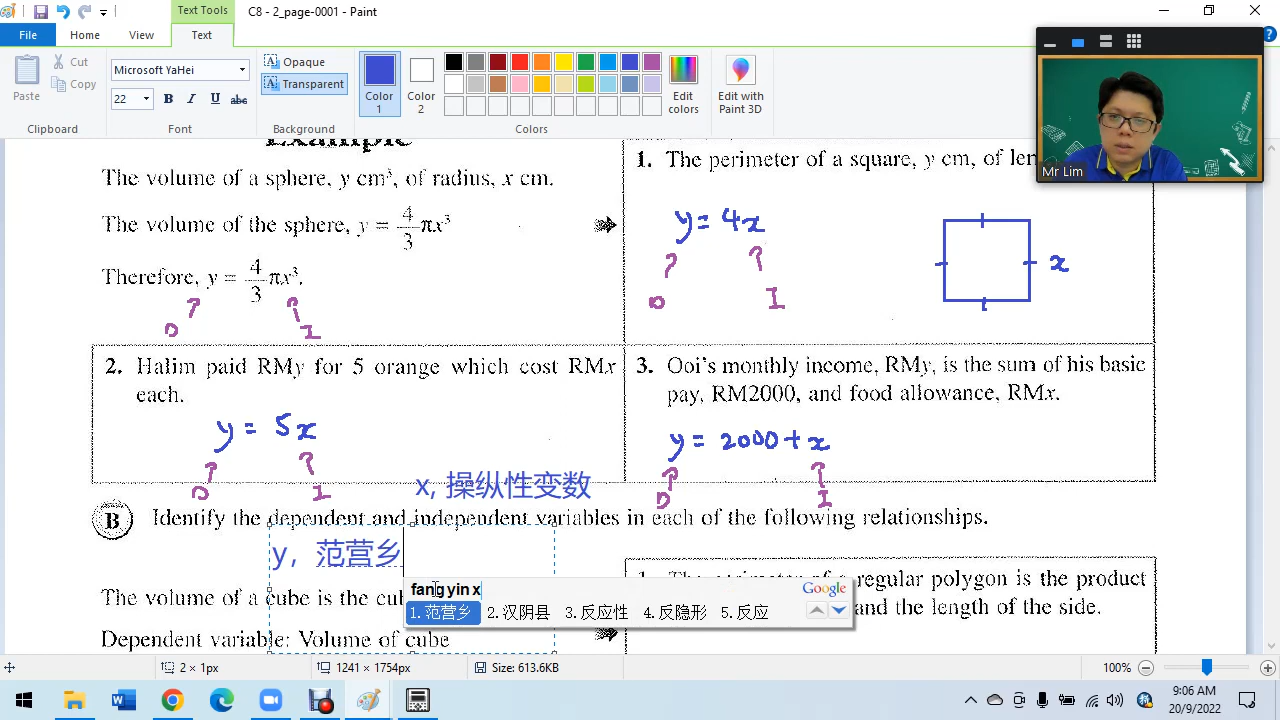 Text Tools
C8 - 2_page-0001 - Paint
File
Home
View
Text
Paste
Cut
Copy
Clipboard
Microsoft YaHei
22
B
I
U
abc
Font
Opaque
Transparent
Background
Color
1
Color
2
Edit
colors
Colors
Edit with
Paint 3D
Mr Lim
Example
The volume of a sphere, y cm³, of radius, x cm.
The volume of the sphere, y = 4/3 πx³
Therefore, y = 4/3 πx³.
D I
1. The perimeter of a square, y cm, of
y = 4x
x
D I
2. Halim paid RMy for 5 orange which cost RMx
each.
y = 5x
D I
3. Ooi's monthly income, RMy, is the sum of his basic
pay, RM2000, and food allowance, RMx.
y = 2000 + x
D I
x, 操纵性变数
B Identify the dependent and independent variables in each of the following relationships.
y，范营乡
fang yin x
Google
1. 范营乡 2. 汉阴县 3. 反应性 4. 反隐形 5. 反应
The volume of a cube is the
Dependent variable: Volume of cube
regular polygon is the product
and the length of the side.
2 × 1px
1241 × 1754px
Size: 613.6KB
100%
9:06 AM
20/9/2022